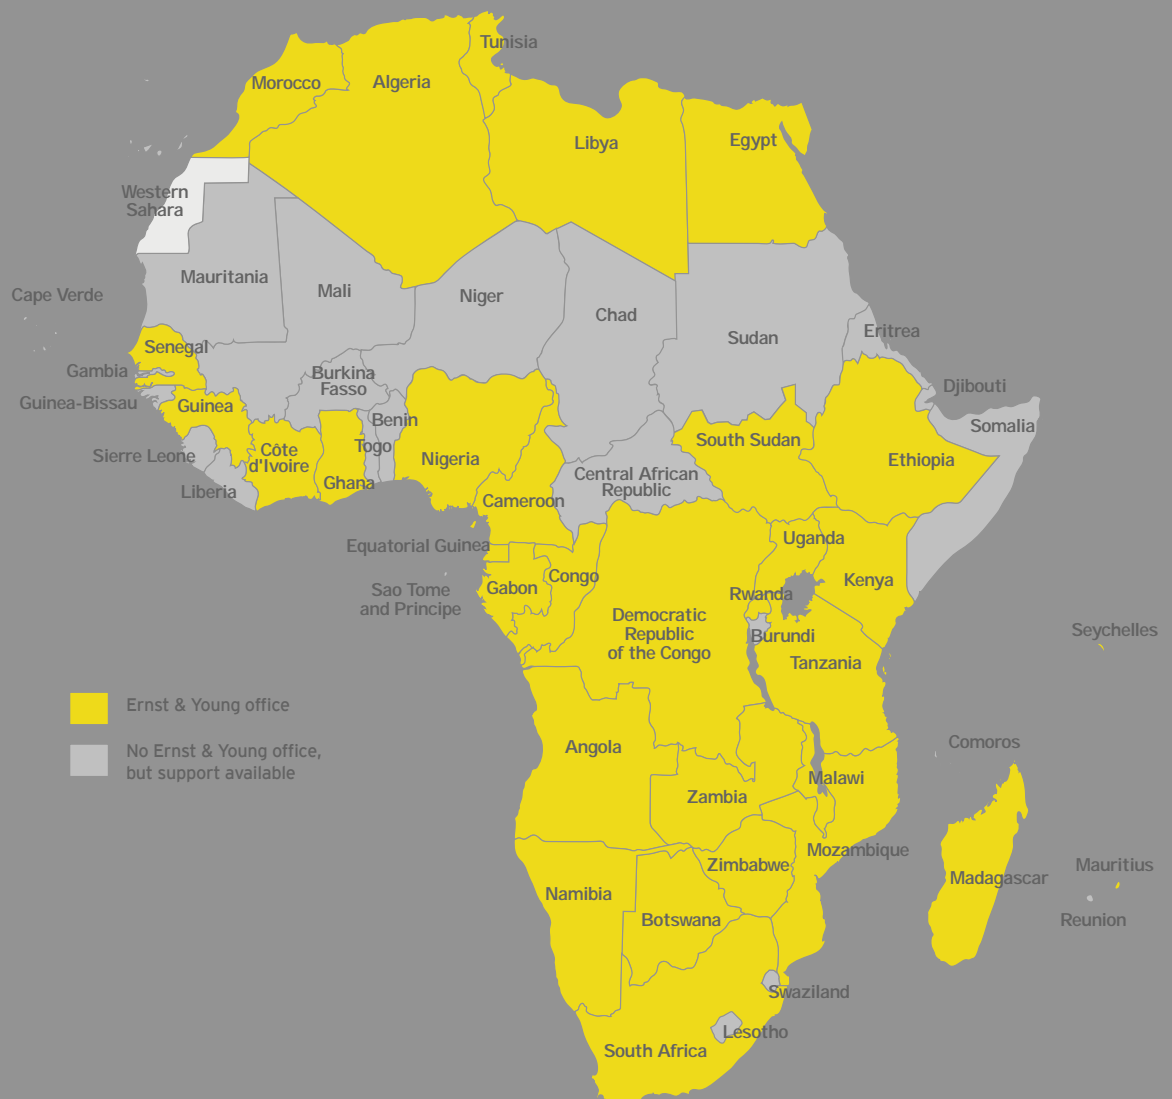 Tunisia
Morocco
Algeria
Libya
Egypt
Western
Sahara
Mauritania
Mali
Niger
Chad
Sudan
Eritrea
Cape Verde
Senegal
Gambia
Guinea-Bissau
Guinea
Burkina
Fasso
Benin
Togo
Djibouti
Somalia
South Sudan
Ethiopia
Sierre Leone
Côte
d'Ivoire
Ghana
Nigeria
Liberia
Central African
Republic
Cameroon
Equatorial Guinea
Sao Tome
and Principe
Gabon
Congo
Uganda
Kenya
Rwanda
Democratic
Republic
of the Congo
Burundi
Tanzania
Seychelles
Ernst & Young office
No Ernst & Young office,
but support available
Angola
Comoros
Malawi
Zambia
Mozambique
Zimbabwe
Namibia
Botswana
Madagascar
Mauritius
Reunion
Swaziland
Lesotho
South Africa